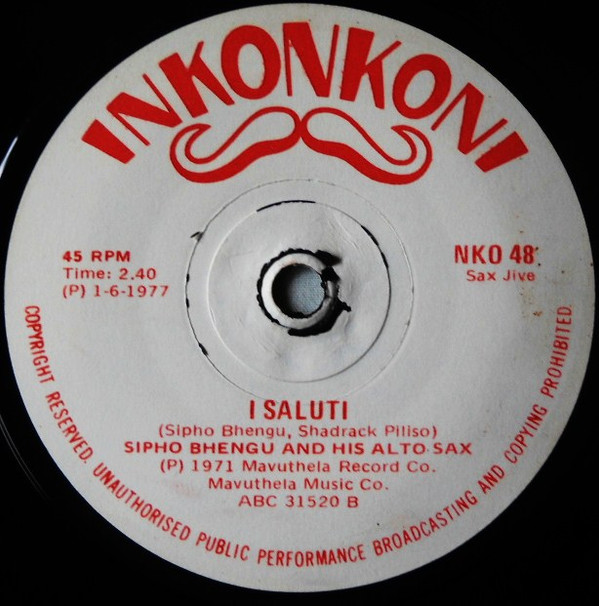 INKONKONI
45 RPM
Time: 2.40
(P) 1-6-1977
NKO 48
Sax Jive
I SALUTI
(Sipho Bhengu, Shadrack Piliso)
SIPHO BHENGU AND HIS ALTO SAX
(P) 1971 Mavuthela Record Co.
Mavuthela Music Co.
ABC 31520 B
COPYRIGHT RESERVED. UNAUTHORISED PUBLIC PERFORMANCE BROADCASTING AND COPYING PROHIBITED.